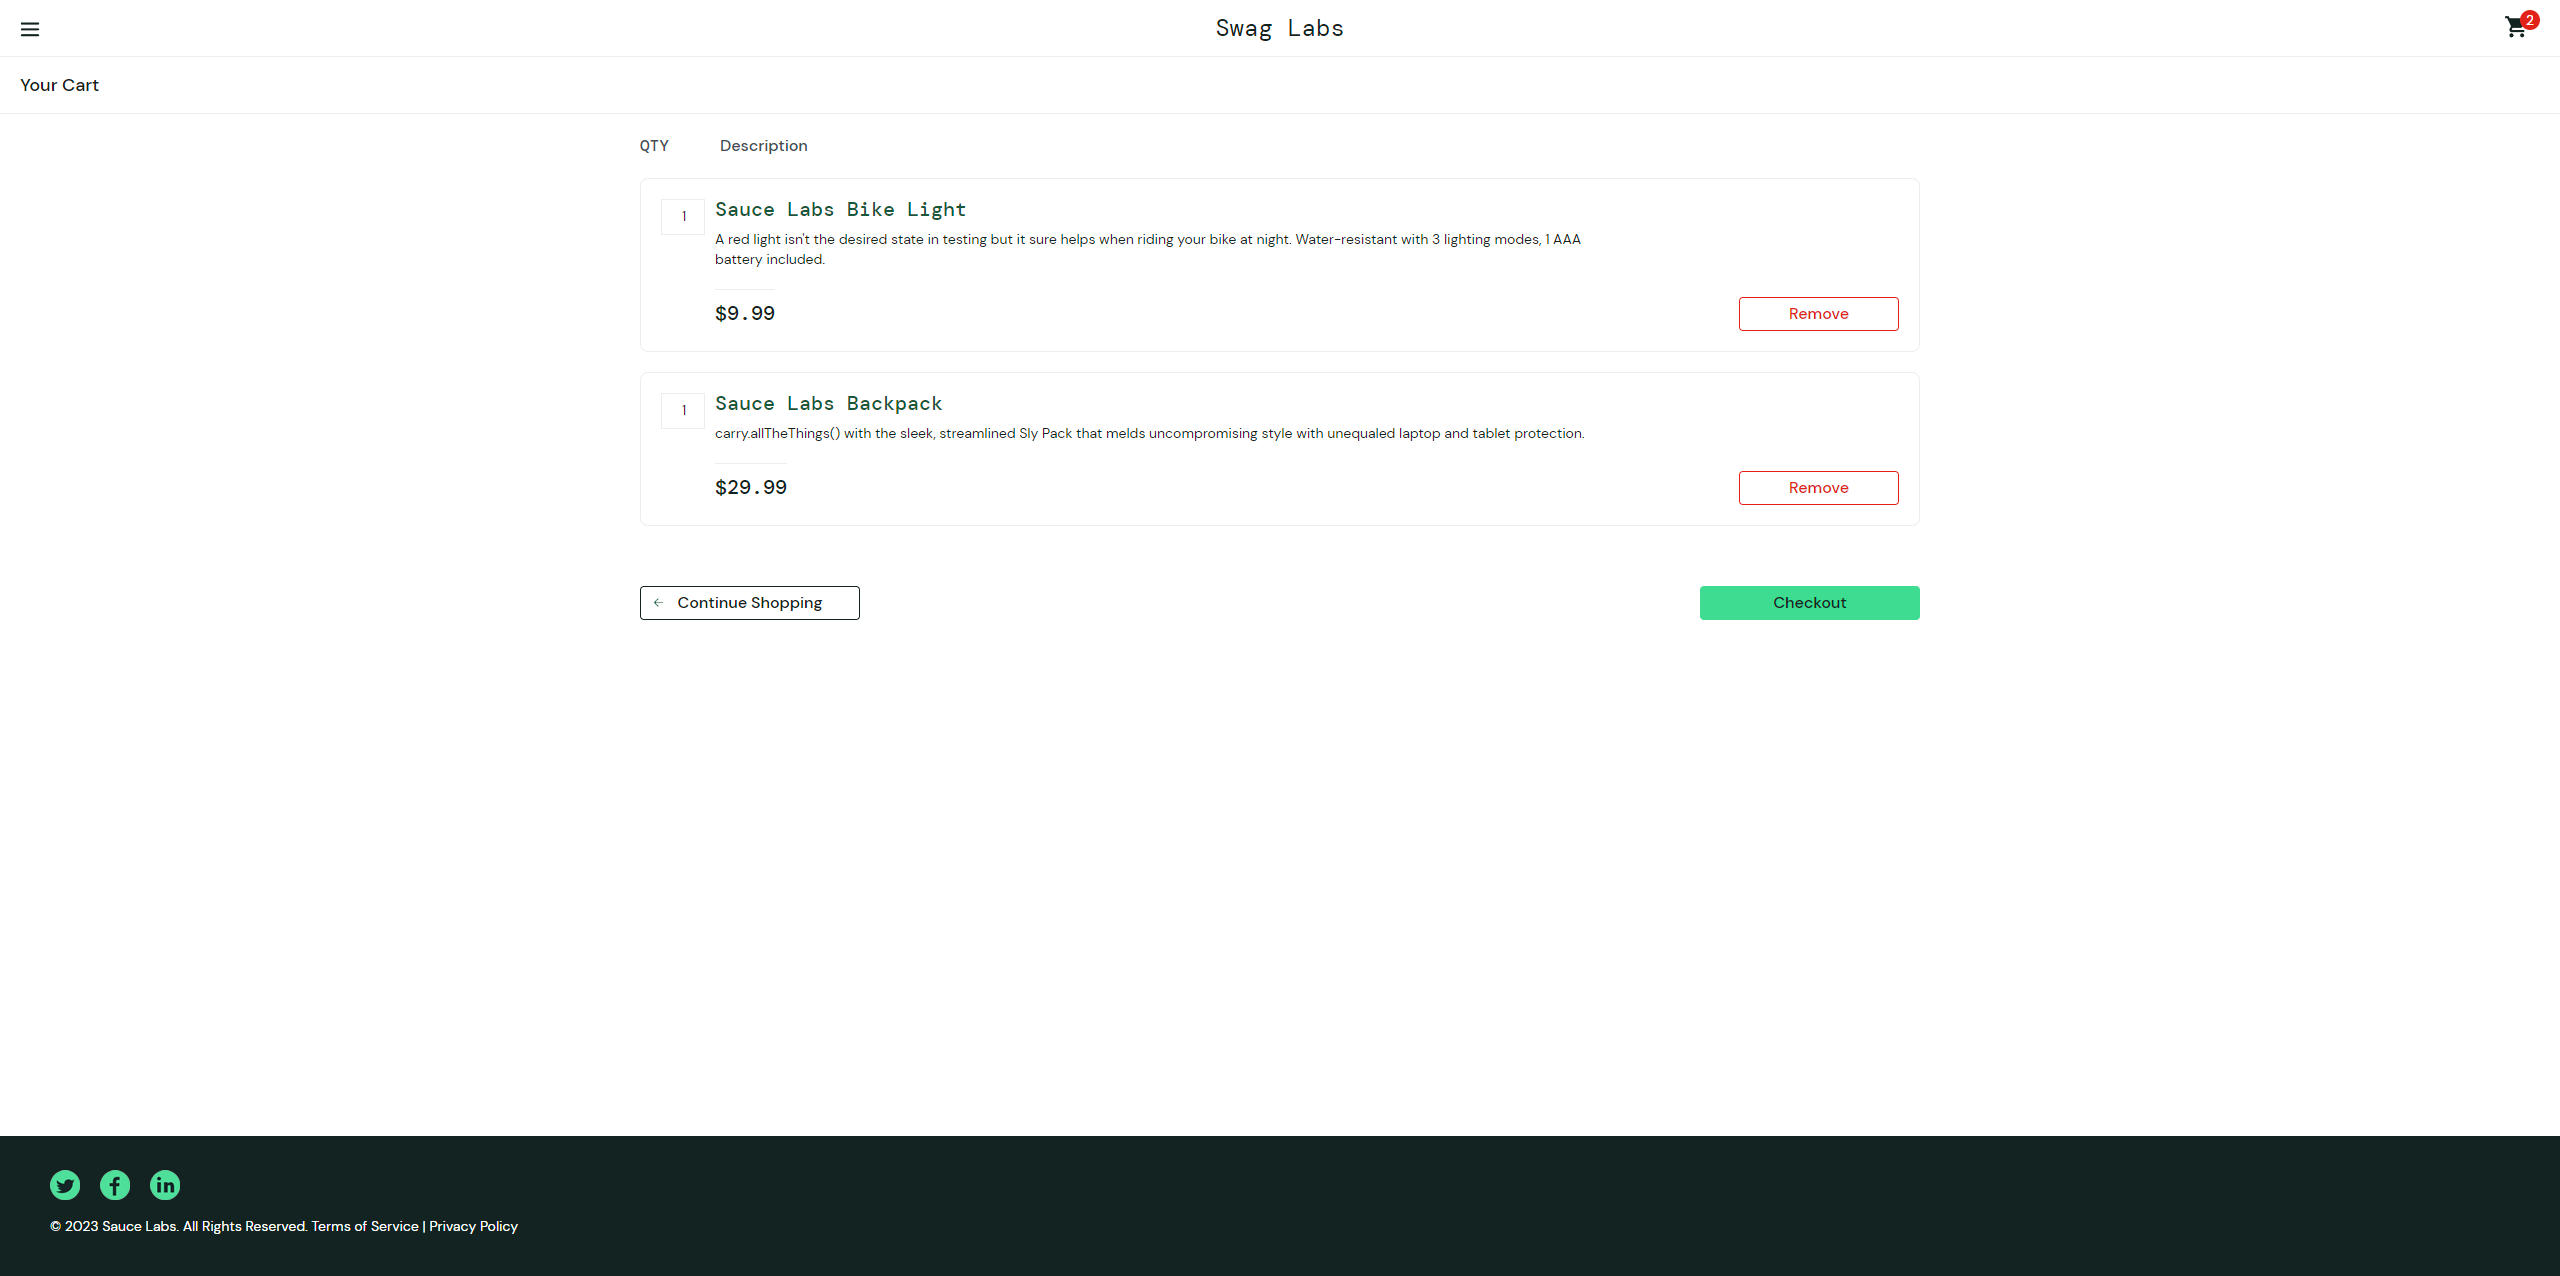 Swag Labs
2
Your Cart
QTY Description
1
Sauce Labs Bike Light
A red light isn't the desired state in testing but it sure helps when riding your bike at night. Water-resistant with 3 lighting modes, 1 AAA
battery included.
$9.99
Remove
1
Sauce Labs Backpack
carry.allTheThings() with the sleek, streamlined Sly Pack that melds uncompromising style with unequaled laptop and tablet protection.
$29.99
Remove
Continue Shopping
Checkout
© 2023 Sauce Labs. All Rights Reserved. Terms of Service | Privacy Policy